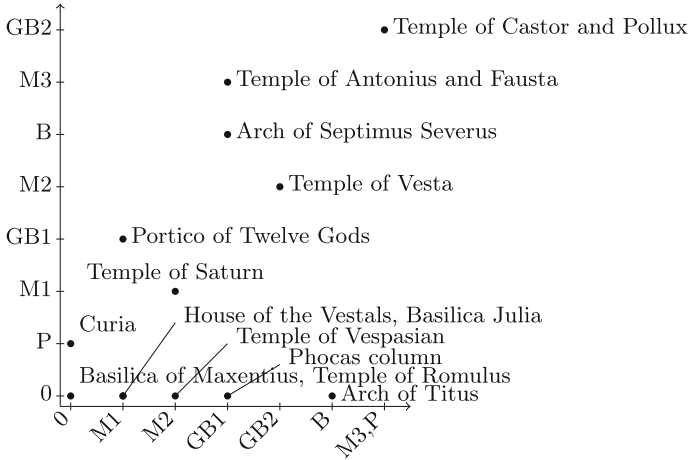 GB2
Temple of Castor and Pollux
M3
Temple of Antonius and Fausta
B
Arch of Septimus Severus
M2
Temple of Vesta
GB1
Portico of Twelve Gods
Temple of Saturn
M1
House of the Vestals, Basilica Julia
Curia
Temple of Vespasian
P
Phocas column
Basilica of Maxentius, Temple of Romulus
0
Arch of Titus
0
M1
M2
GB1
GB2
B
M3,P